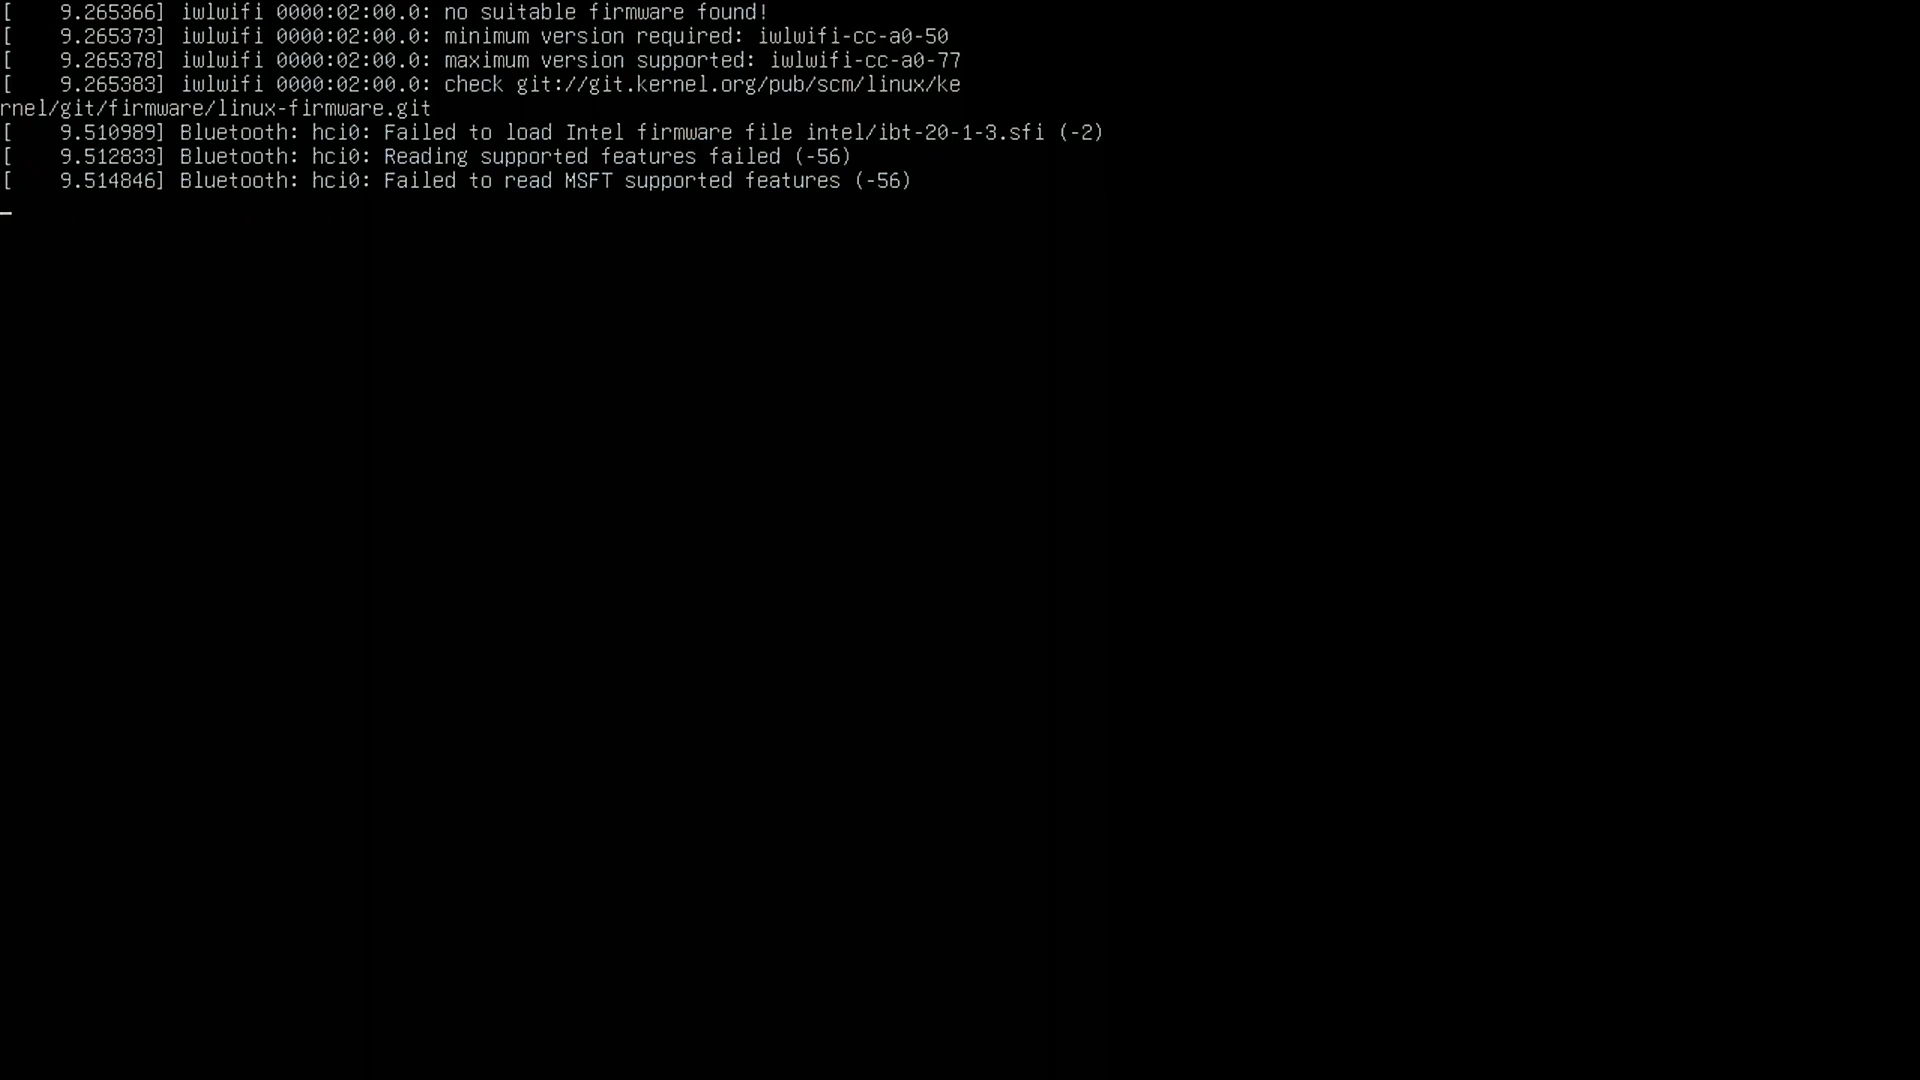 [    9.265366] iwlwifi 0000:02:00.0: no suitable firmware found!
[    9.265373] iwlwifi 0000:02:00.0: minimum version required: iwlwifi-cc-a0-50
[    9.265378] iwlwifi 0000:02:00.0: maximum version supported: iwlwifi-cc-a0-77
[    9.265383] iwlwifi 0000:02:00.0: check git://git.kernel.org/pub/scm/linux/ke
rnel/git/firmware/linux-firmware.git
[    9.510989] Bluetooth: hci0: Failed to load Intel firmware file intel/ibt-20-1-3.sfi (-2)
[    9.512833] Bluetooth: hci0: Reading supported features failed (-56)
[    9.514846] Bluetooth: hci0: Failed to read MSFT supported features (-56)